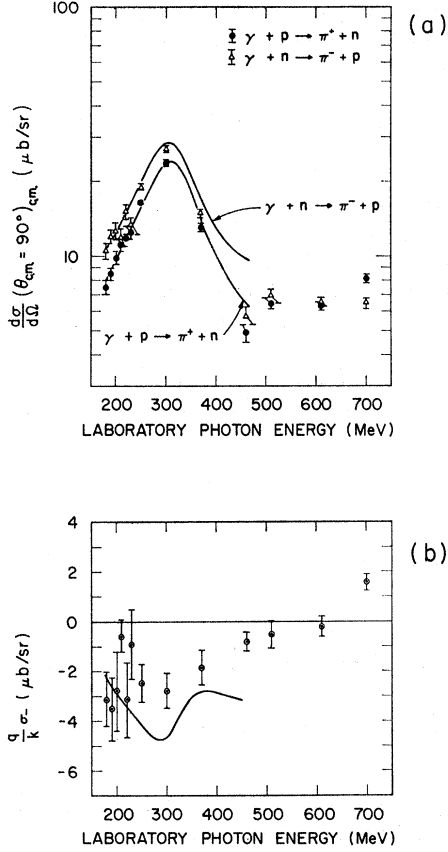 100
(a)
γ + p → π⁺ + n
γ + n → π⁻ + p
dσ/dΩ (θcm = 90°)cm (μb/sr)
10
γ + n → π⁻ + p
γ + p → π⁺ + n
200 300 400 500 600 700
LABORATORY PHOTON ENERGY (MeV)
(b)
4
2
0
-2
-4
-6
q/k σ₋ (μb/sr)
200 300 400 500 600 700
LABORATORY PHOTON ENERGY (MeV)